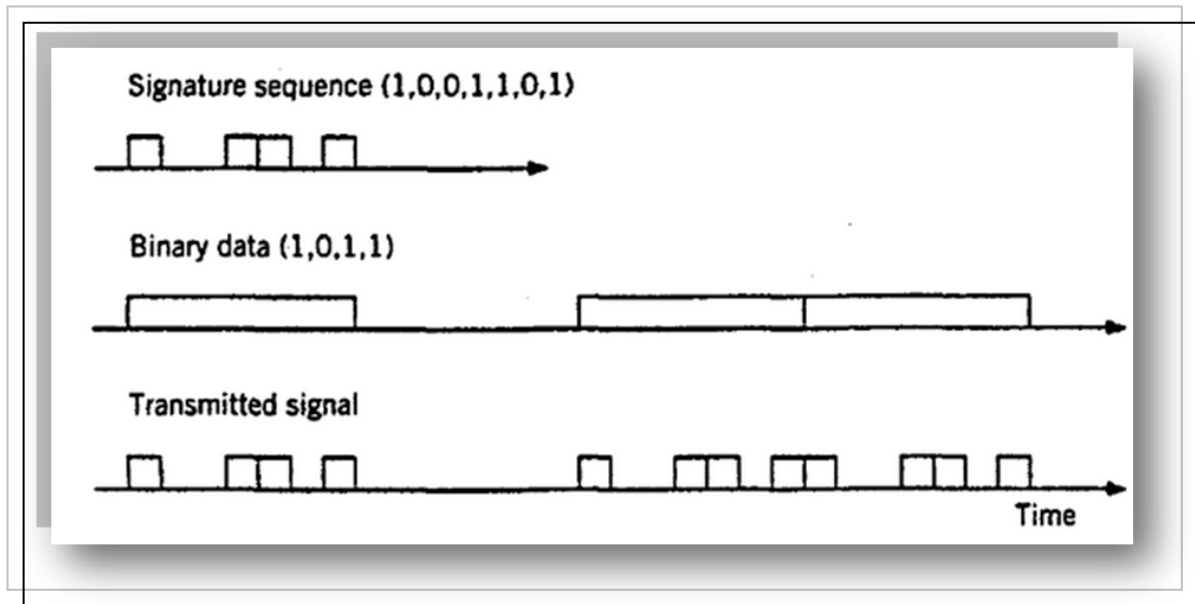 Signature sequence (1,0,0,1,1,0,1)
Binary data (1,0,1,1)
Transmitted signal
Time